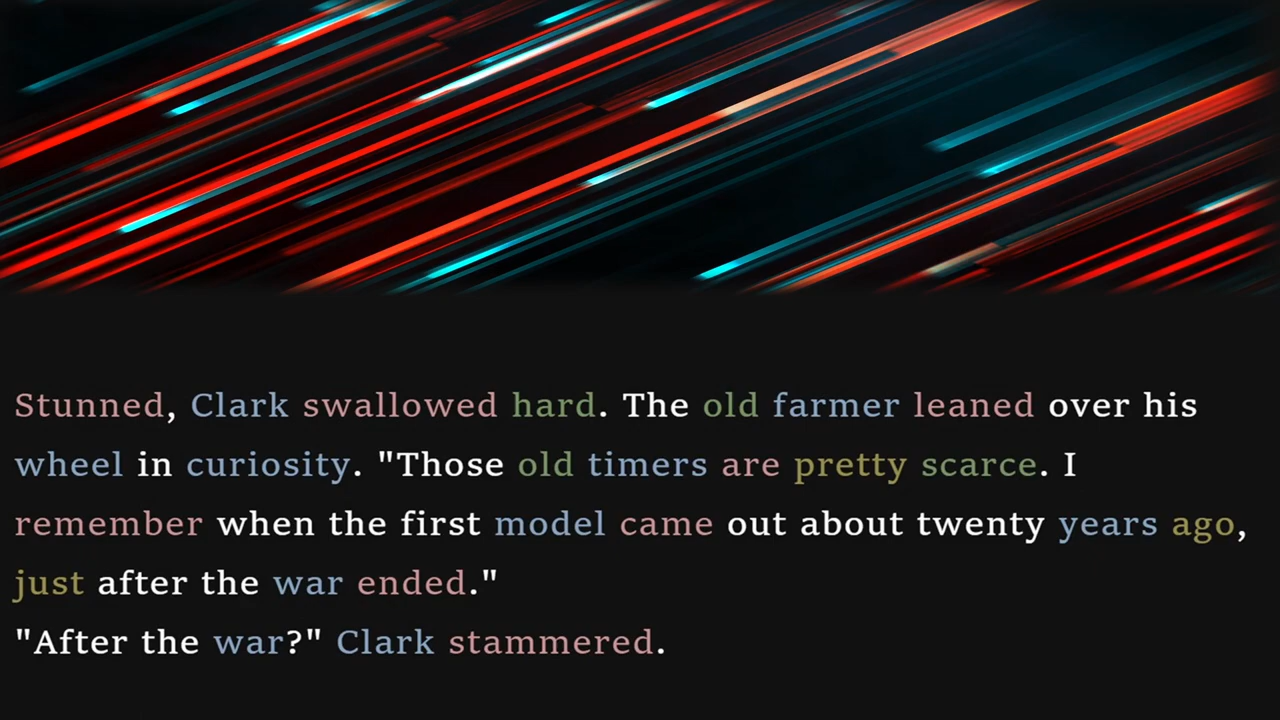 Stunned, Clark swallowed hard. The old farmer leaned over his
wheel in curiosity. "Those old timers are pretty scarce. I
remember when the first model came out about twenty years ago,
just after the war ended."
"After the war?" Clark stammered.